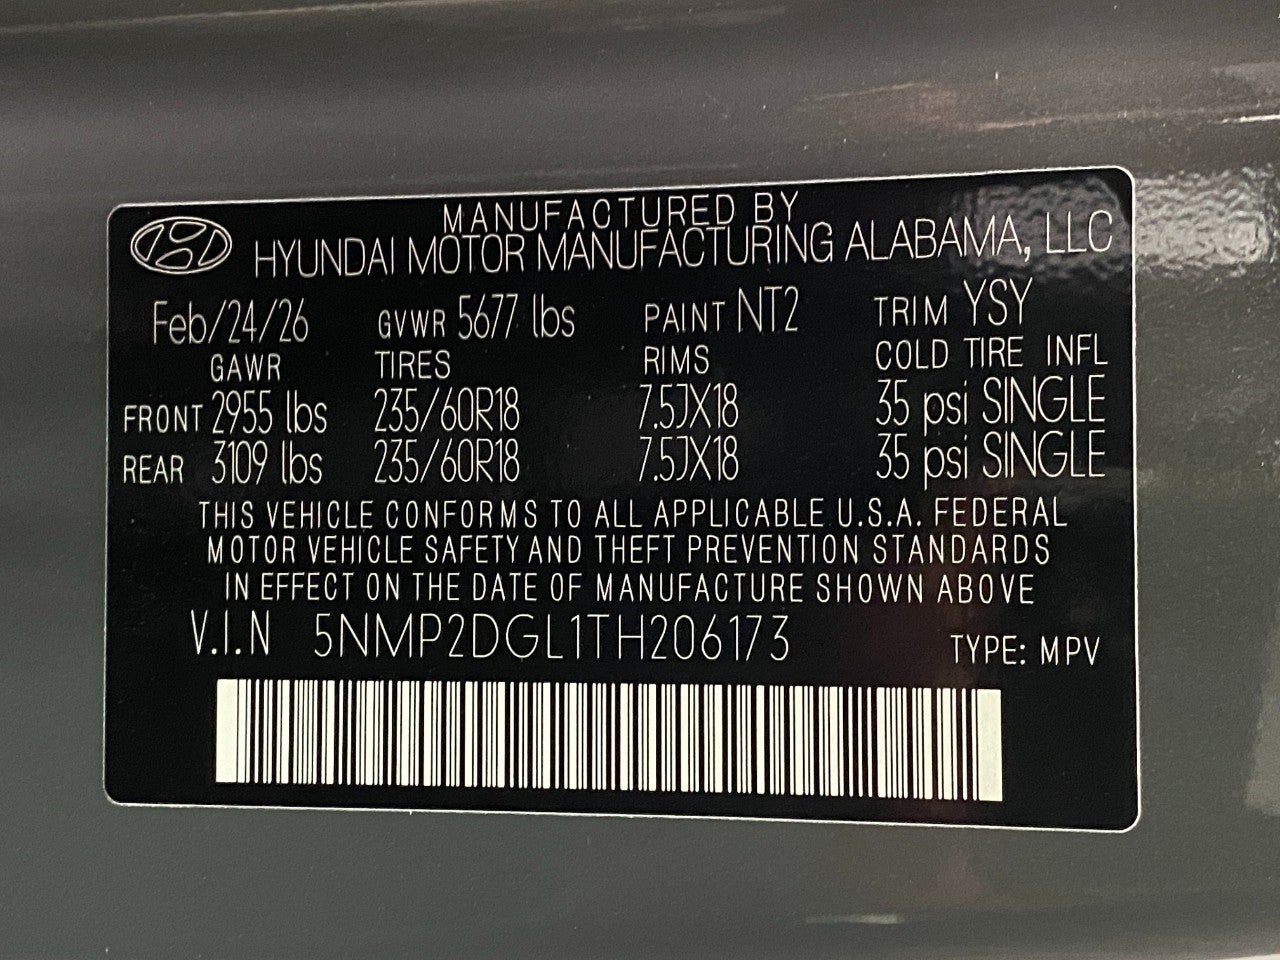 MANUFACTURED BY
HYUNDAI MOTOR MANUFACTURING ALABAMA, LLC
Feb/24/26 GVWR 5677 lbs PAINT NT2 TRIM YSY
GAWR TIRES RIMS COLD TIRE INFL
FRONT 2955 lbs 235/60R18 7.5JX18 35 psi SINGLE
REAR 3109 lbs 235/60R18 7.5JX18 35 psi SINGLE
THIS VEHICLE CONFORMS TO ALL APPLICABLE U.S.A. FEDERAL
MOTOR VEHICLE SAFETY AND THEFT PREVENTION STANDARDS
IN EFFECT ON THE DATE OF MANUFACTURE SHOWN ABOVE
V.I.N 5NMP2DGL1TH206173 TYPE: MPV